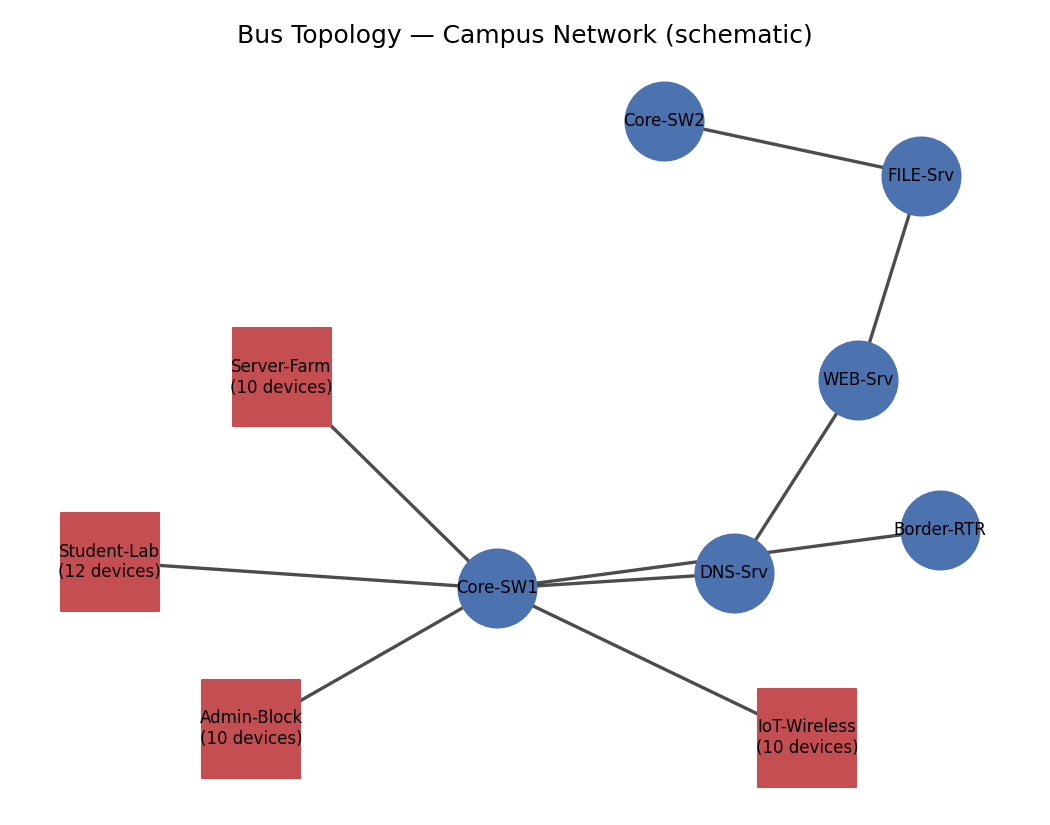 Bus Topology — Campus Network (schematic)
Core-SW2
FILE-Srv
Server-Farm
(10 devices)
WEB-Srv
Border-RTR
Student-Lab
(12 devices)
DNS-Srv
Core-SW1
Admin-Block
(10 devices)
IoT-Wireless
(10 devices)